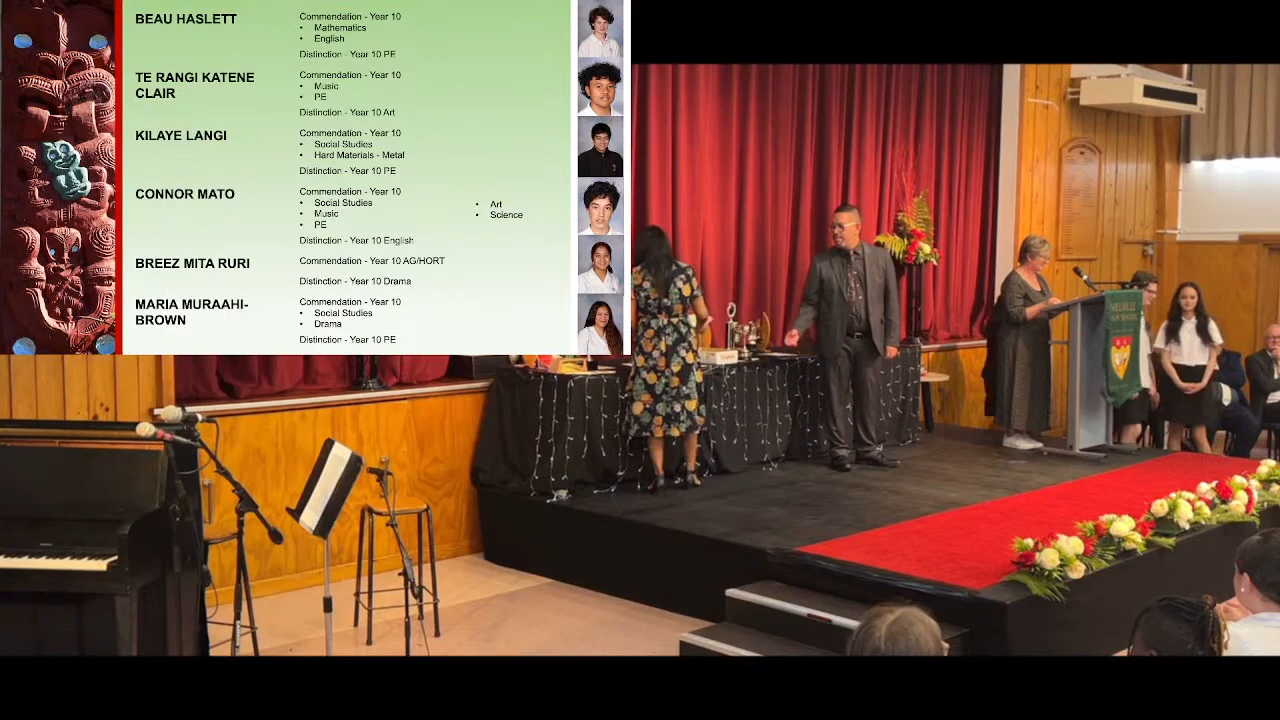 BEAU HASLETT
Commendation - Year 10
• Mathematics
• English
Distinction - Year 10 PE
TE RANGI KATENE
CLAIR
Commendation - Year 10
• Music
• PE
Distinction - Year 10 Art
KILAYE LANGI
Commendation - Year 10
• Social Studies
• Hard Materials - Metal
Distinction - Year 10 PE
CONNOR MATO
Commendation - Year 10
• Social Studies
• Music
• PE
• Art
• Science
Distinction - Year 10 English
BREEZ MITA RURI
Commendation - Year 10 AG/HORT
Distinction - Year 10 Drama
MARIA MURAAHI-
BROWN
Commendation - Year 10
• Social Studies
• Drama
Distinction - Year 10 PE
MELVILLE
HIGH SCHOOL